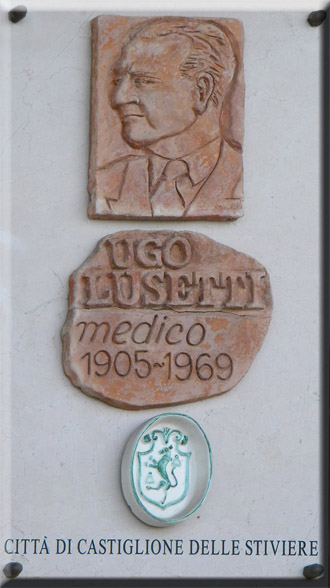 UGO
LUSETTI
medico
1905~1969
CITTÀ DI CASTIGLIONE DELLE STIVIERE